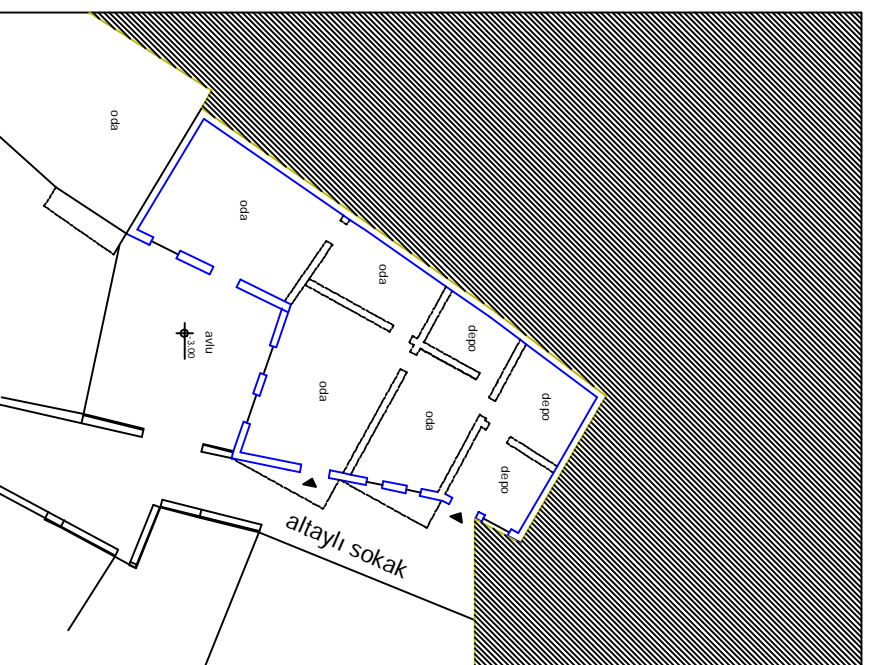 oda
oda
oda
depo
avlu
-3.00
oda
oda
depo
depo
altaylı sokak